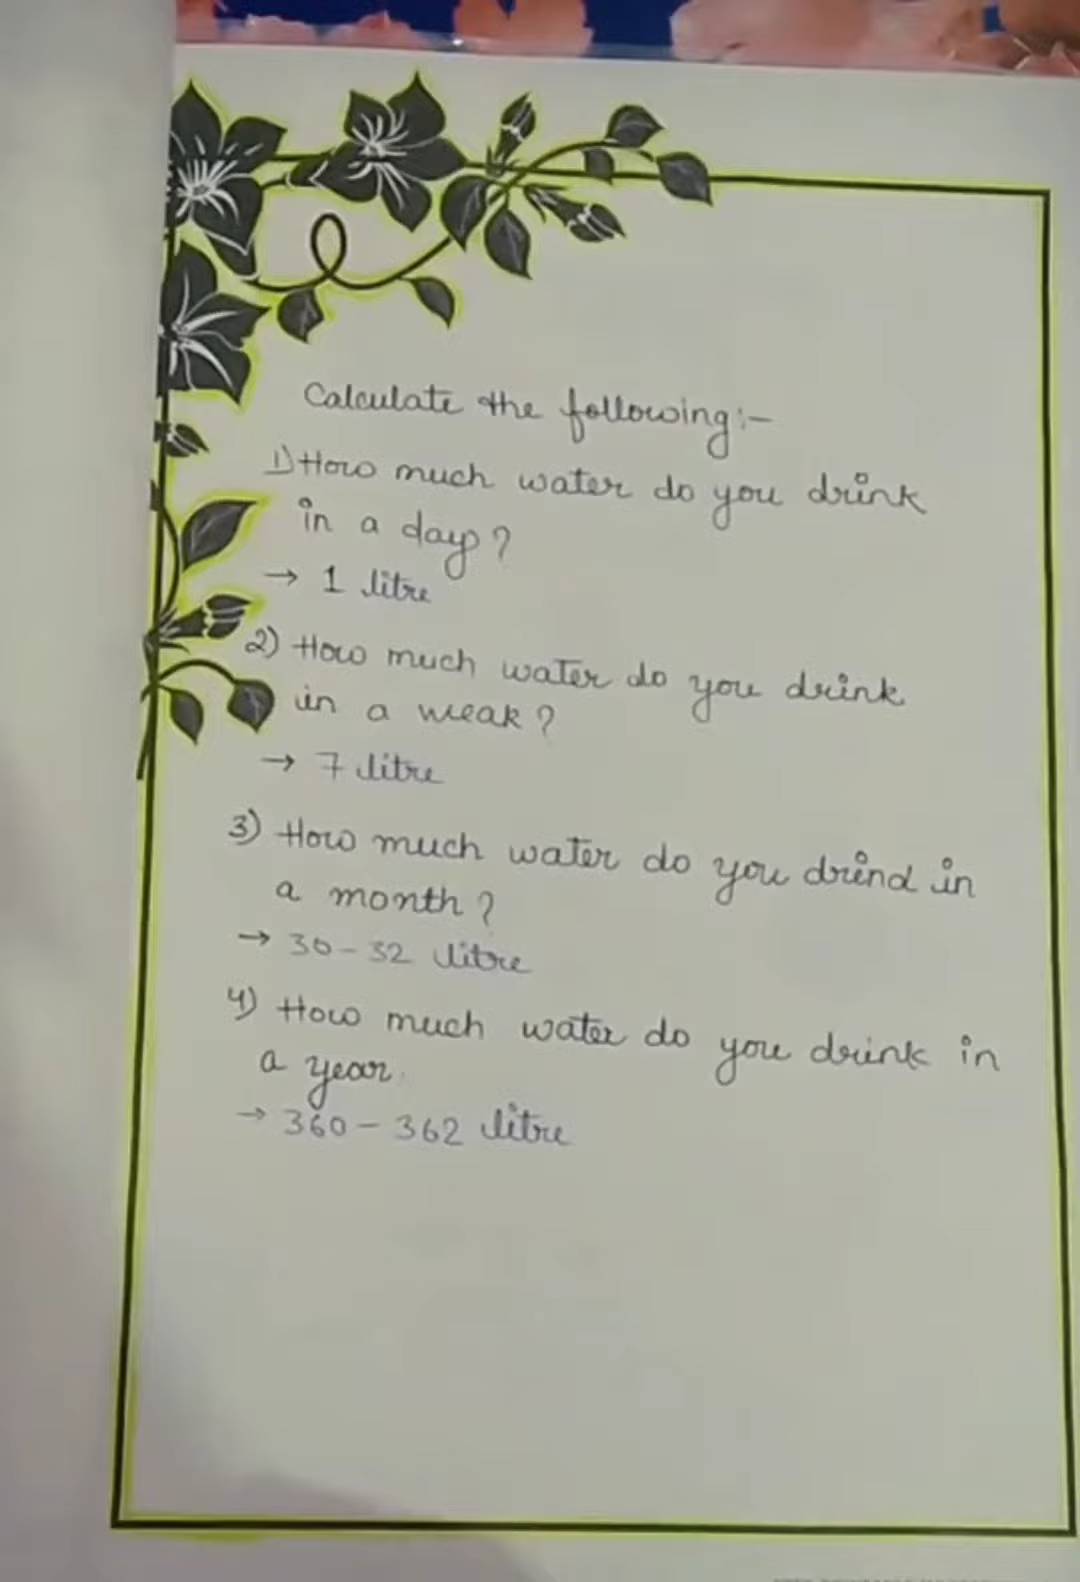 Calculate the following:-
1) How much water do you drink
in a day?
→ 1 litre
2) How much water do you drink
in a weak?
→ 7 litre
3) How much water do you drind in
a month?
→ 30-32 litre
4) How much water do you drink in
a year.
→ 360-362 litre